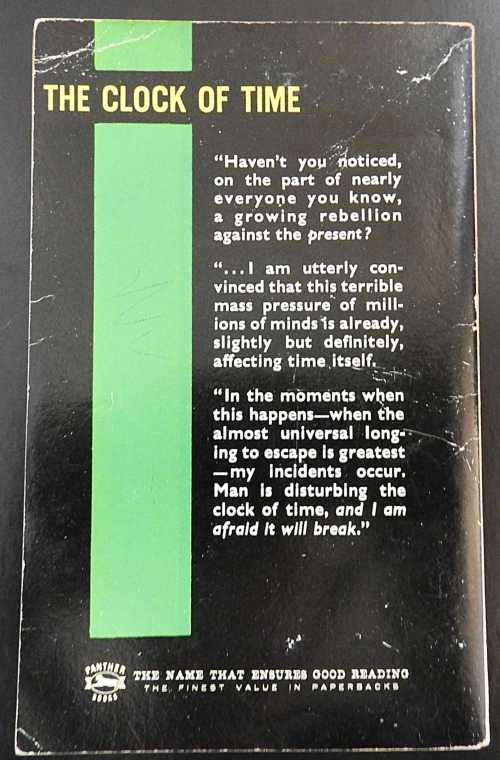 THE CLOCK OF TIME
“Haven't you noticed,
on the part of nearly
everyone you know,
a growing rebellion
against the present?
“...I am utterly con-
vinced that this terrible
mass pressure of mill-
ions of minds is already,
slightly but definitely,
affecting time itself.
“In the moments when
this happens—when the
almost universal long-
ing to escape is greatest
—my incidents occur.
Man is disturbing the
clock of time, and I am
afraid it will break.”
PANTHER
BOOKS
THE NAME THAT ENSURES GOOD READING
THE FINEST VALUE IN PAPERBACKS